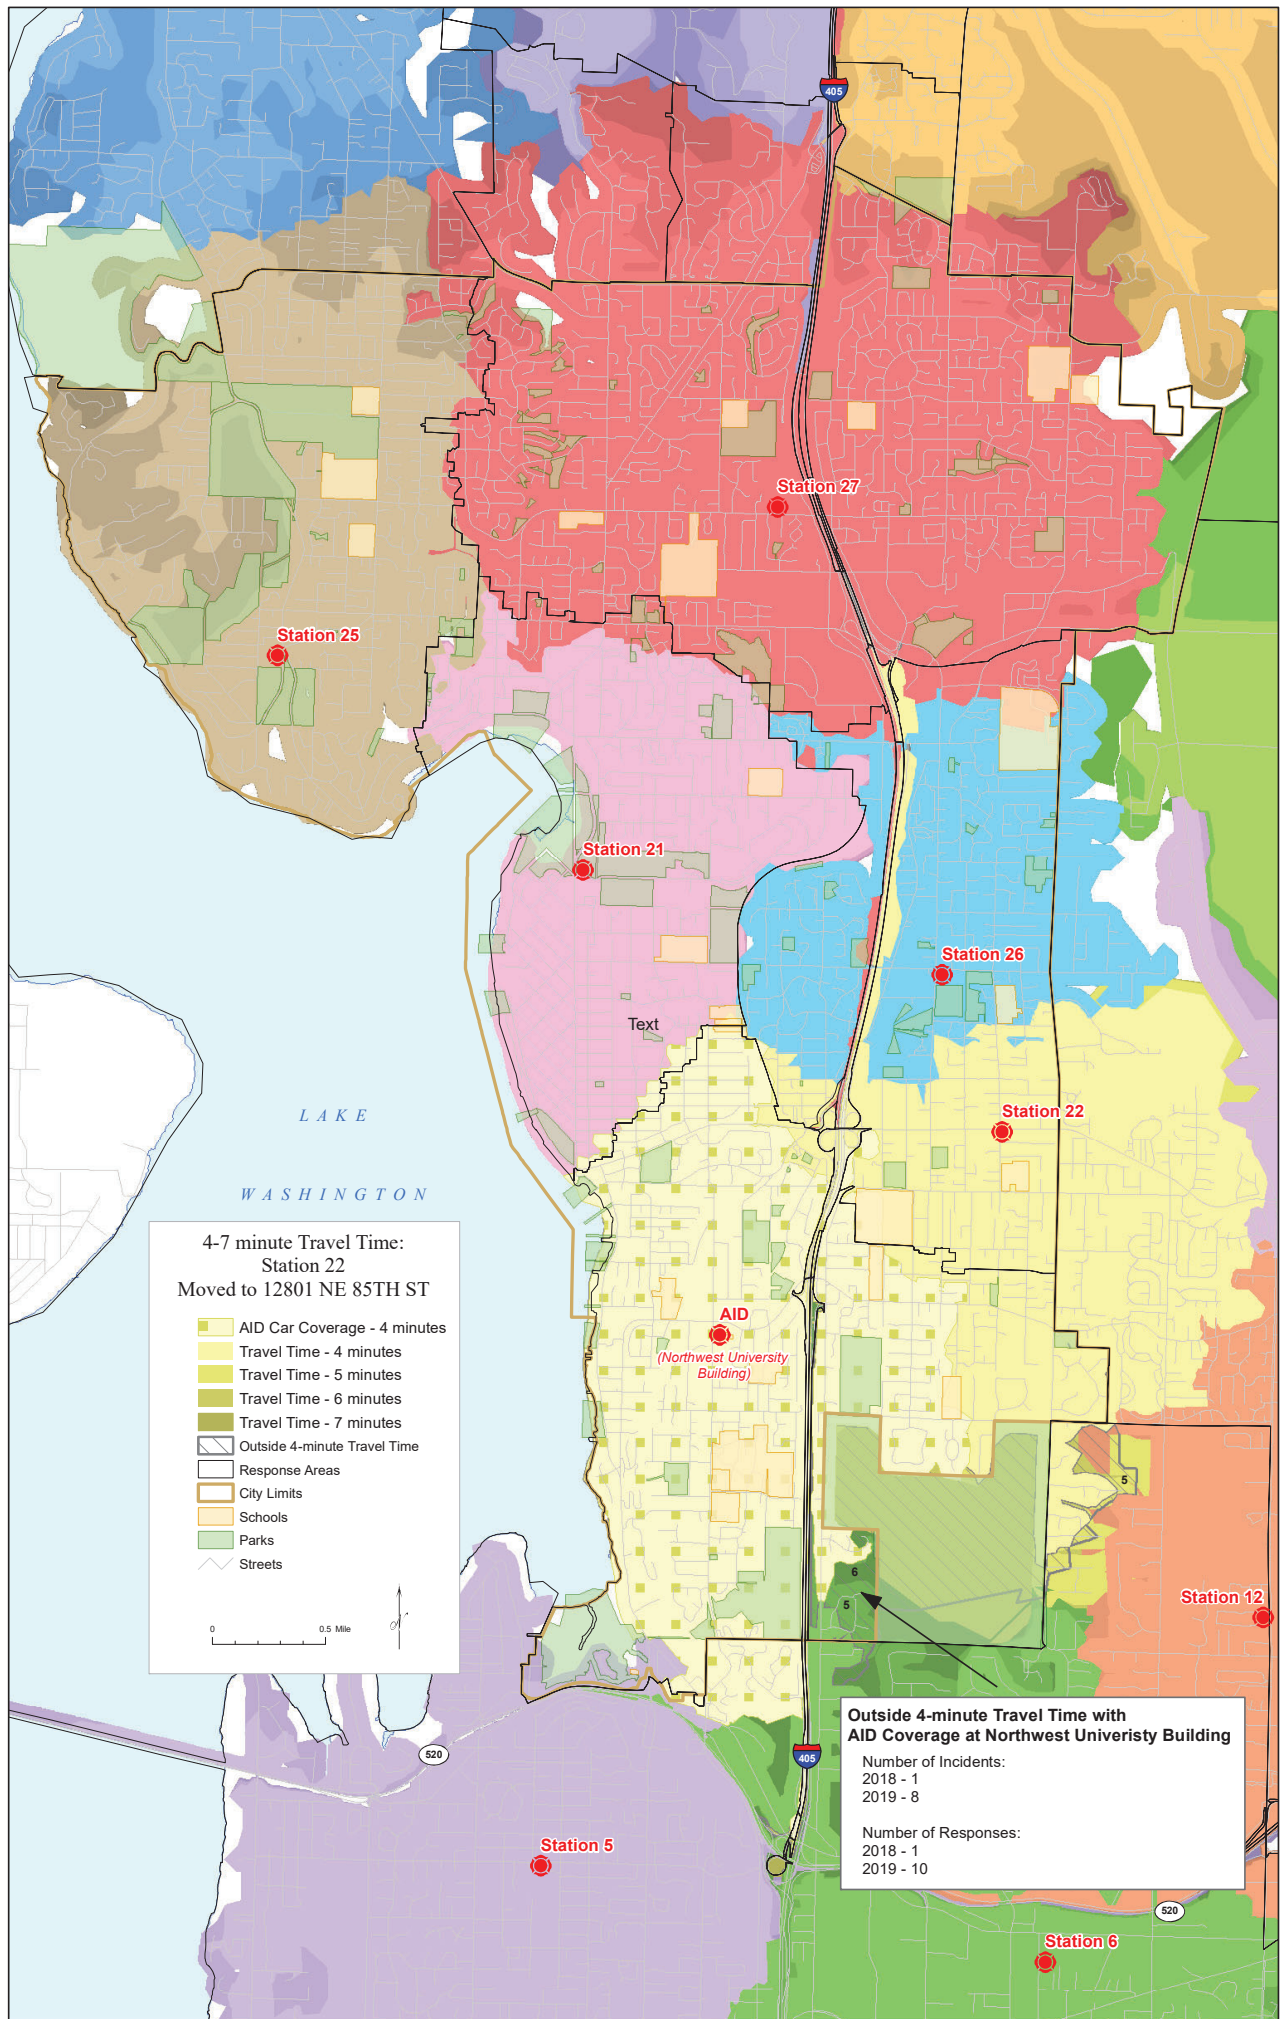 405
Station 27
Station 25
Station 21
Station 26
Text
Station 22
LAKE
WASHINGTON
4-7 minute Travel Time:
Station 22
Moved to 12801 NE 85TH ST
AID Car Coverage - 4 minutes
Travel Time - 4 minutes
Travel Time - 5 minutes
Travel Time - 6 minutes
Travel Time - 7 minutes
Outside 4-minute Travel Time
Response Areas
City Limits
Schools
Parks
Streets
0 0.5 Mile
AID
(Northwest University
Building)
5
6
5
Station 12
Outside 4-minute Travel Time with
AID Coverage at Northwest Univeristy Building
Number of Incidents:
2018 - 1
2019 - 8
Number of Responses:
2018 - 1
2019 - 10
520
405
Station 5
520
Station 6